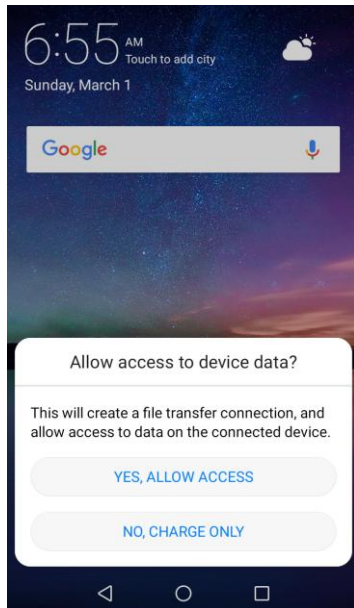 6:55 AM
Touch to add city
Sunday, March 1
Google
Allow access to device data?
This will create a file transfer connection, and
allow access to data on the connected device.
YES, ALLOW ACCESS
NO, CHARGE ONLY